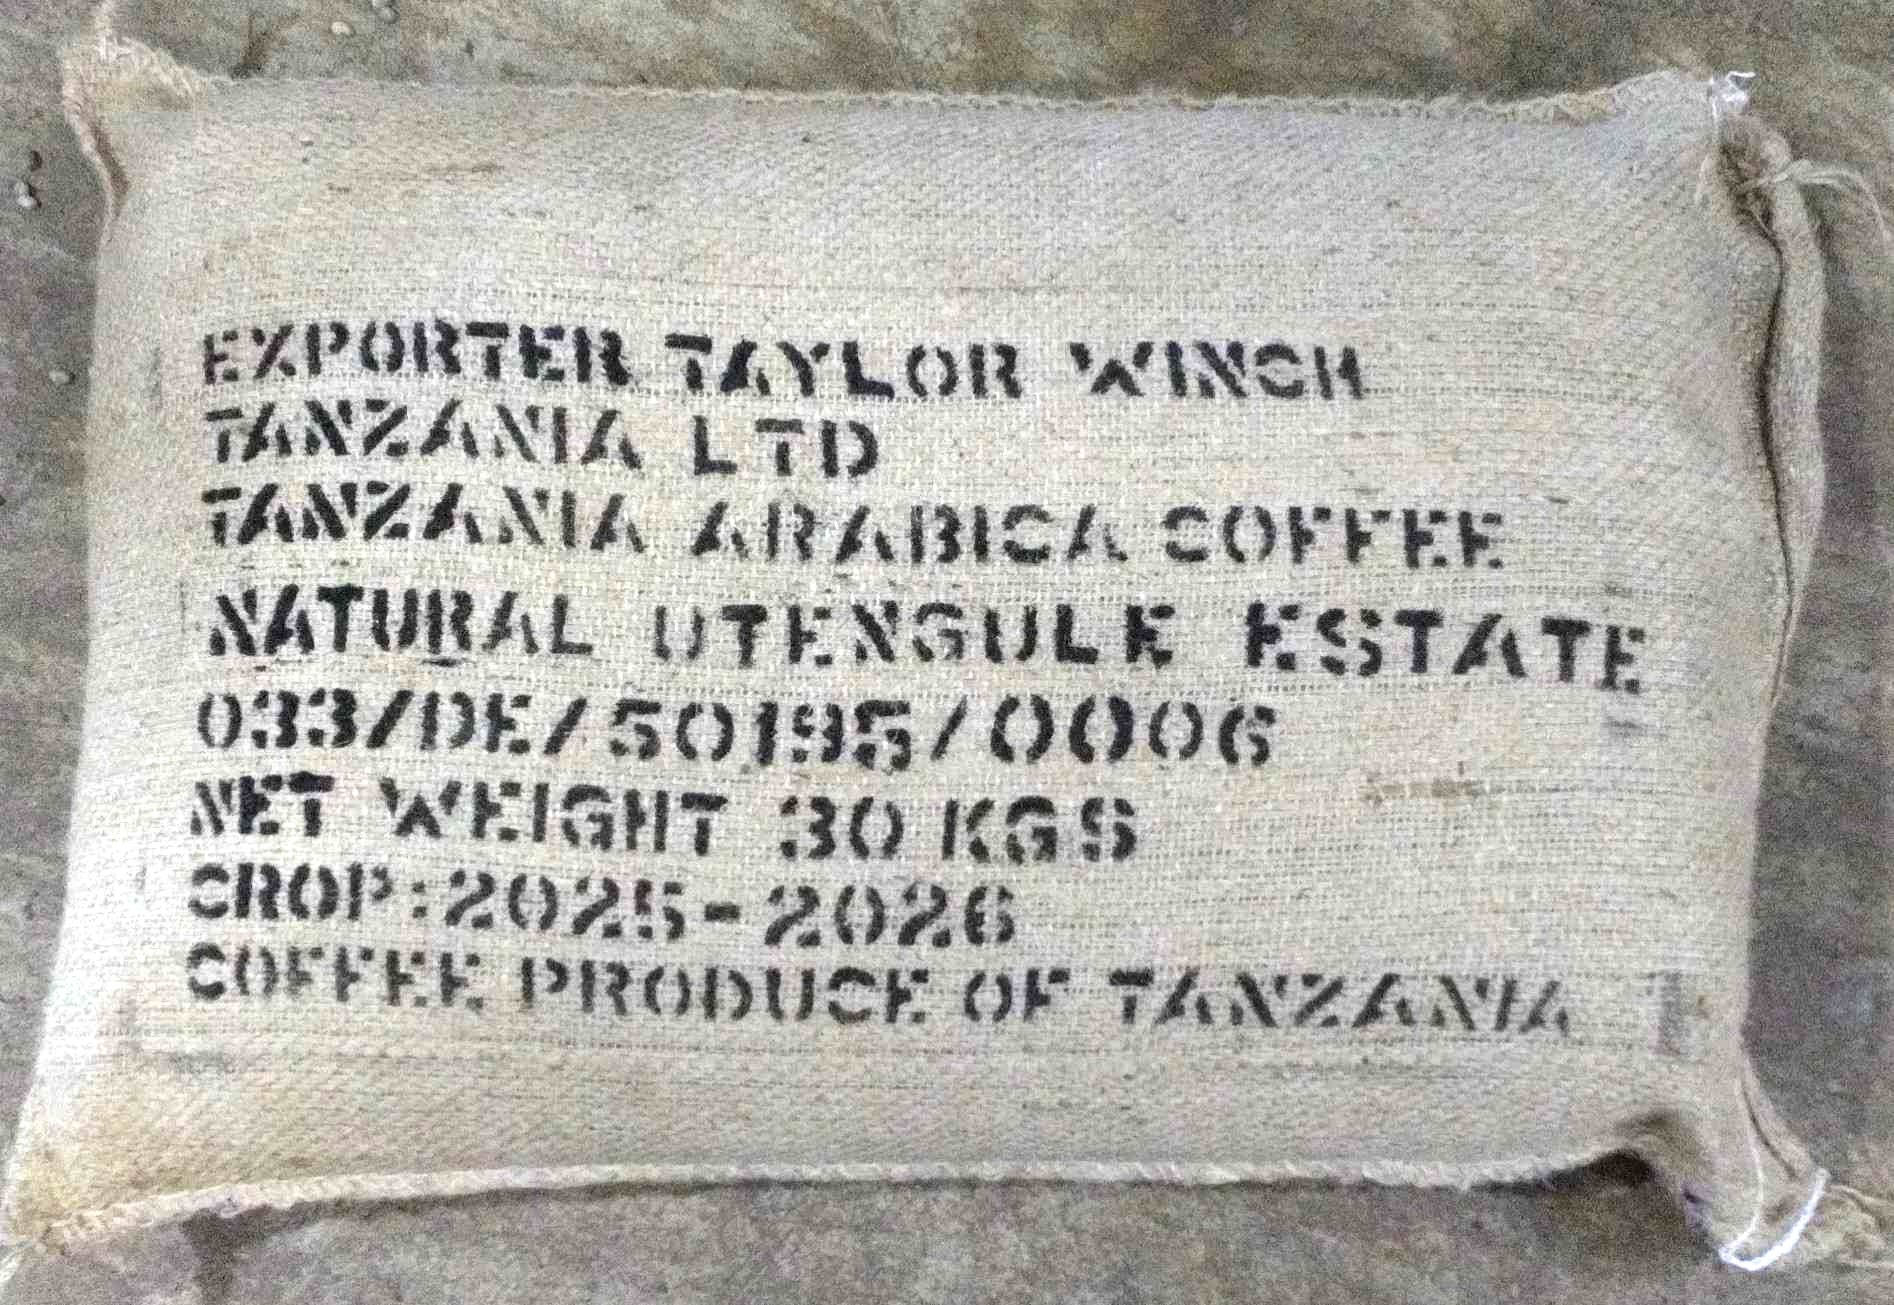 EXPORTER TAYLOR WINCH
TANZANIA LTD
TANZANIA ARABICA COFFEE
NATURAL UTENGULE ESTATE
033/DE/50195/0006
NET WEIGHT 30 KGS
CROP:2025-2026
COFFEE PRODUCE OF TANZANIA